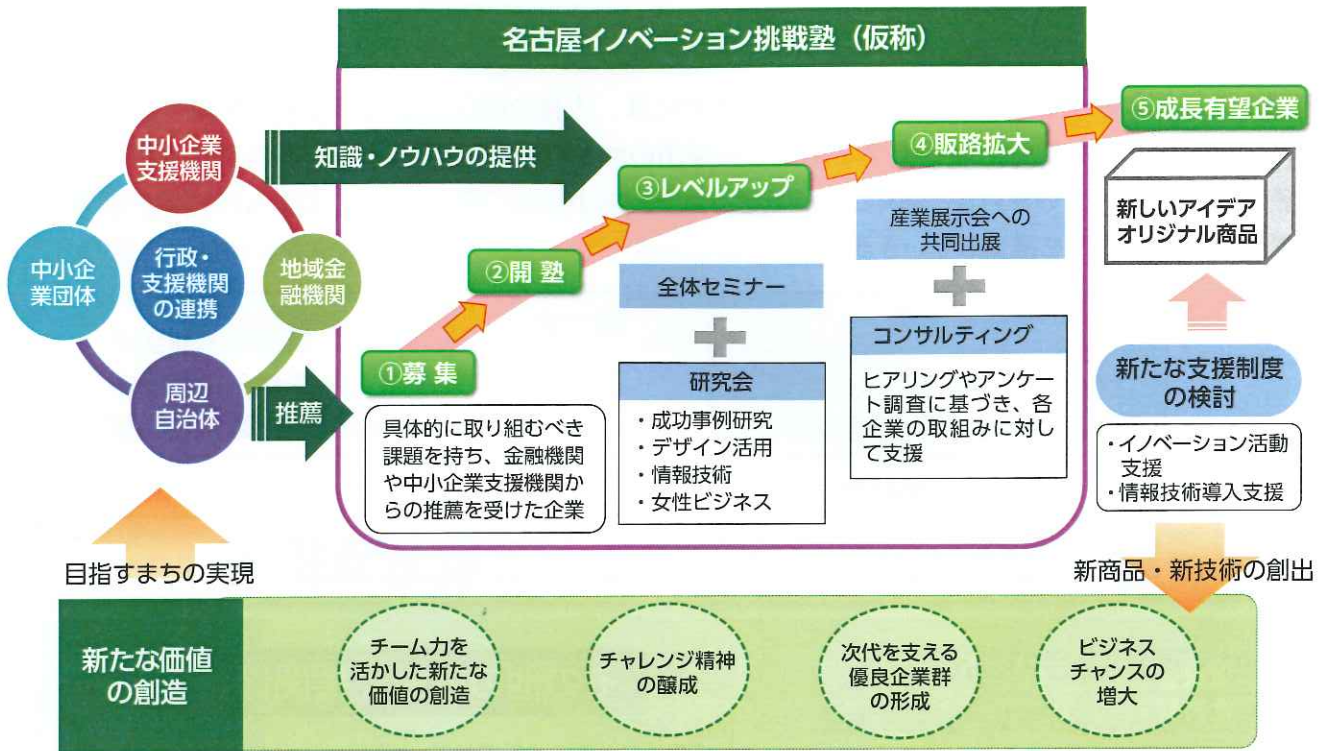 名古屋イノベーション挑戦塾（仮称）
中小企業
支援機関
中小企
業団体
行政・
支援機関
の連携
地域金
融機関
周辺
自治体
知識・ノウハウの提供
推薦
①募 集
具体的に取り組むべき
課題を持ち、金融機関
や中小企業支援機関か
らの推薦を受けた企業
②開 塾
③レベルアップ
全体セミナー
研究会
・成功事例研究
・デザイン活用
・情報技術
・女性ビジネス
④販路拡大
産業展示会への
共同出展
コンサルティング
ヒアリングやアンケー
ト調査に基づき、各
企業の取組みに対し
て支援
⑤成長有望企業
新しいアイデア
オリジナル商品
新たな支援制度
の検討
・イノベーション活動
支援
・情報技術導入支援
目指すまちの実現
新商品・新技術の創出
新たな価値
の創造
チーム力を
活かした新たな
価値の創造
チャレンジ精神
の醸成
次代を支える
優良企業群
の形成
ビジネス
チャンスの
増大